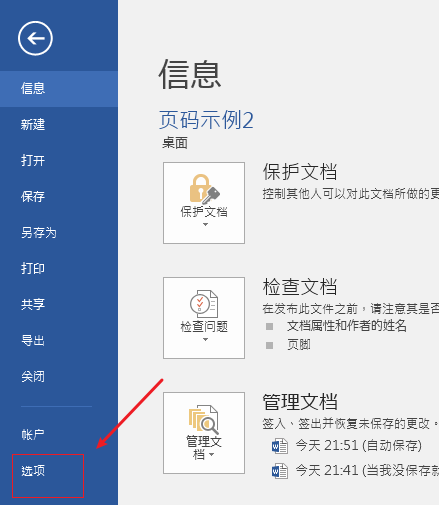 信息
新建
打开
保存
另存为
打印
共享
导出
关闭
帐户
选项
信息
页码示例2
桌面
保护文档
保护文档
控制其他人可以对此文档所做的更
检查问题
检查文档
在发布此文件之前，请注意其是否
文档属性和作者的姓名
页脚
管理文
档
管理文档
签入、签出并恢复未保存的更改。
今天 21:51 (自动保存)
今天 21:41 (当我没保存就